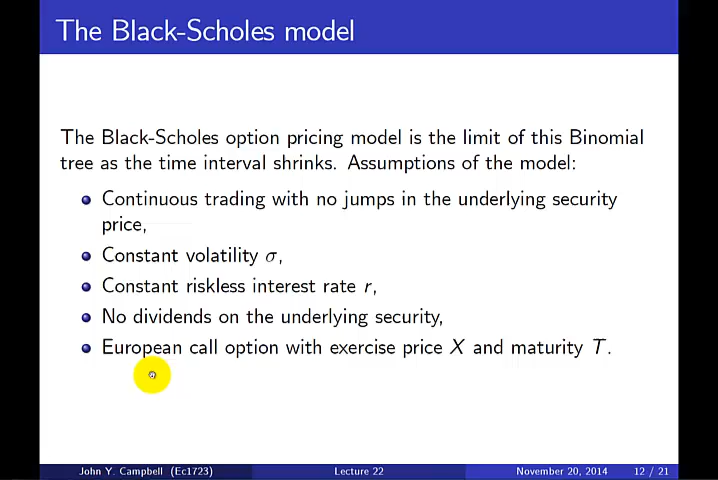 The Black-Scholes model
The Black-Scholes option pricing model is the limit of this Binomial
tree as the time interval shrinks. Assumptions of the model:
Continuous trading with no jumps in the underlying security
price,
Constant volatility σ,
Constant riskless interest rate r,
No dividends on the underlying security,
European call option with exercise price X and maturity T.
John Y. Campbell (Ec1723) Lecture 22 November 20, 2014 12 / 21